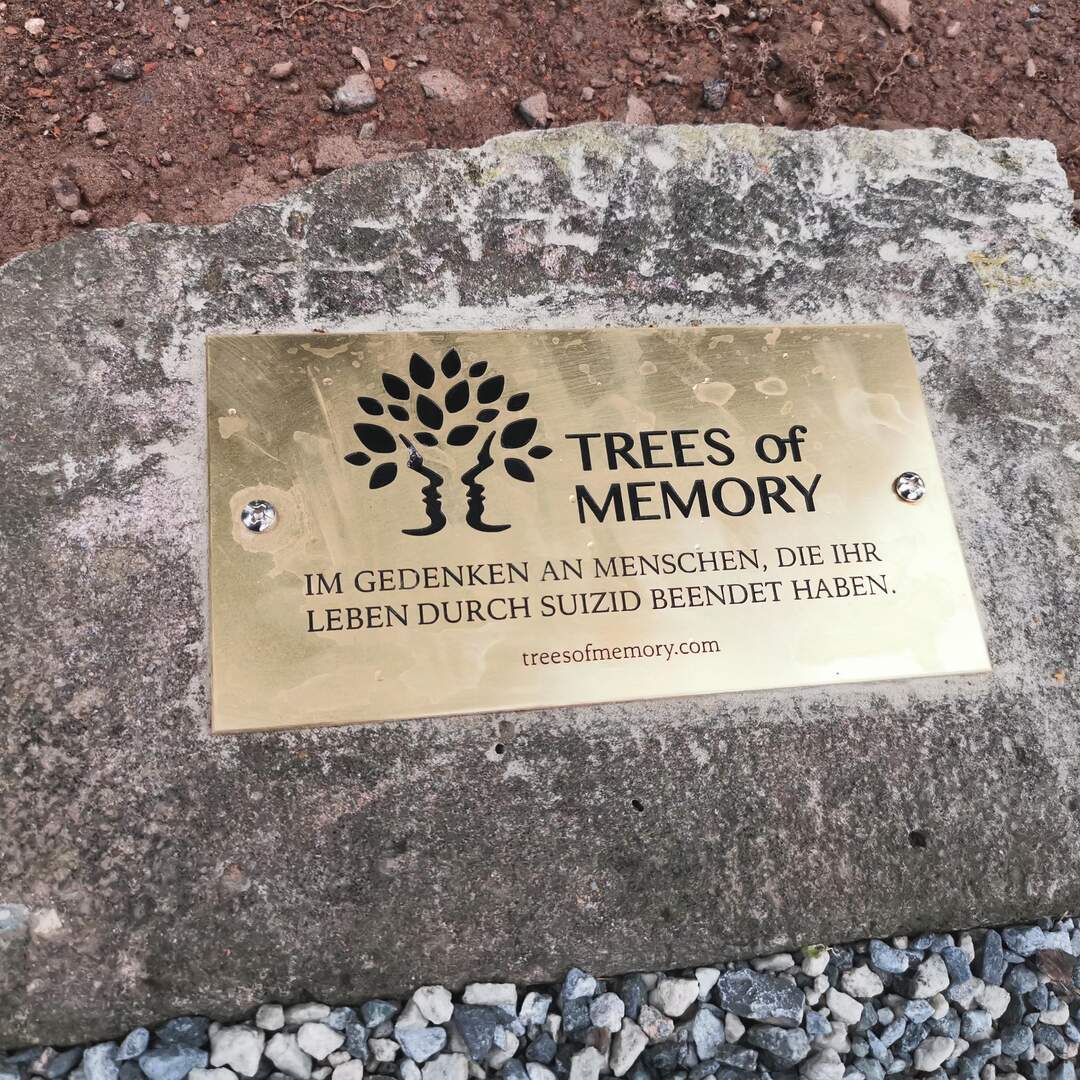 TREES of
MEMORY
IM GEDENKEN AN MENSCHEN, DIE IHR
LEBEN DURCH SUIZID BEENDET HABEN.
treesofmemory.com